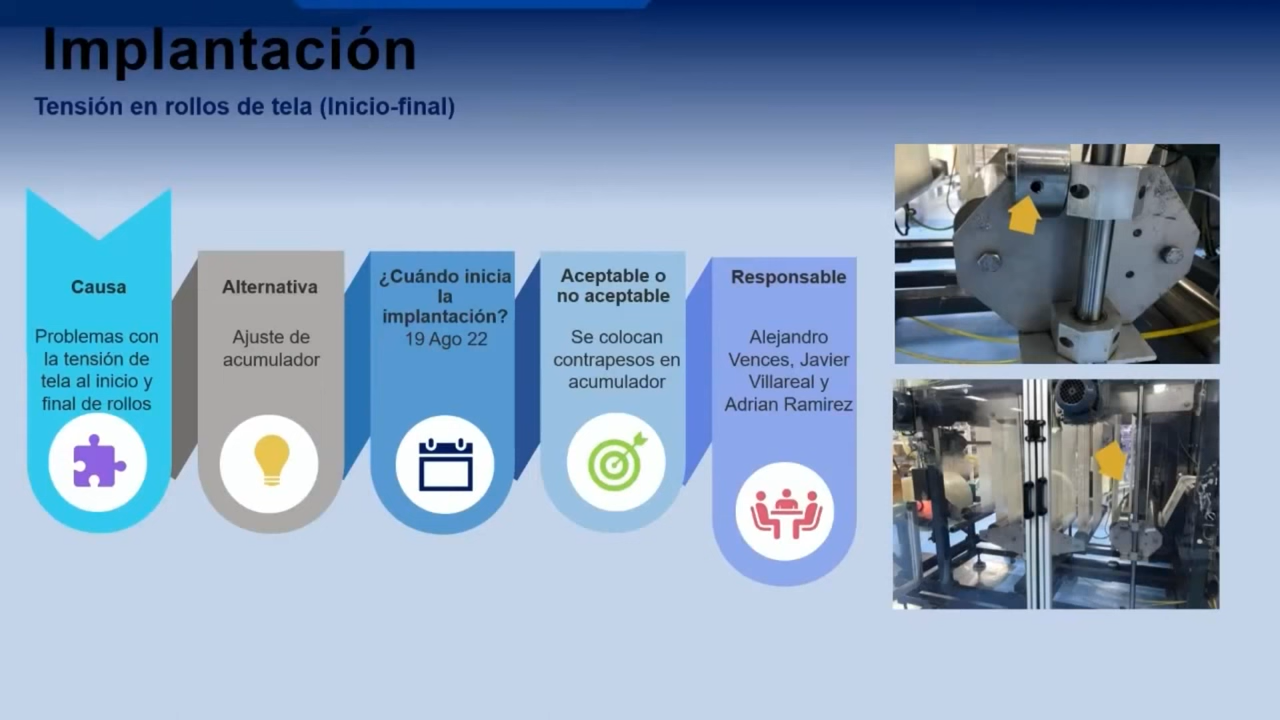 Implantación
Tensión en rollos de tela (Inicio-final)
Causa
Problemas con
la tensión de
tela al inicio y
final de rollos
Alternativa
Ajuste de
acumulador
¿Cuándo inicia
la
implantación?
19 Ago 22
Aceptable o
no aceptable
Se colocan
contrapesos en
acumulador
Responsable
Alejandro
Vences, Javier
Villareal y
Adrian Ramirez